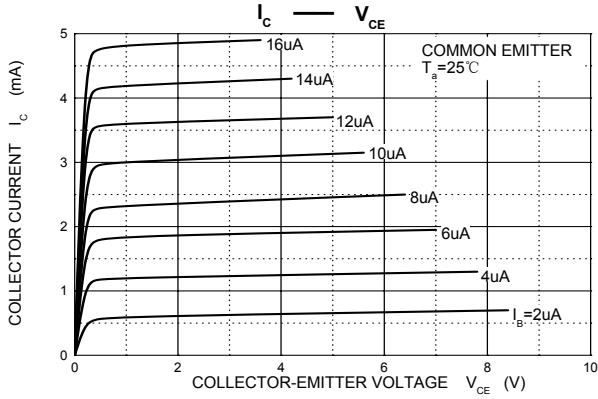 I_C — V_CE
COLLECTOR CURRENT I_C (mA)
5
4
3
2
1
0
16uA
14uA
12uA
10uA
8uA
6uA
4uA
I_B=2uA
COMMON EMITTER
T_a=25℃
0
2
4
6
8
10
COLLECTOR-EMITTER VOLTAGE V_CE (V)